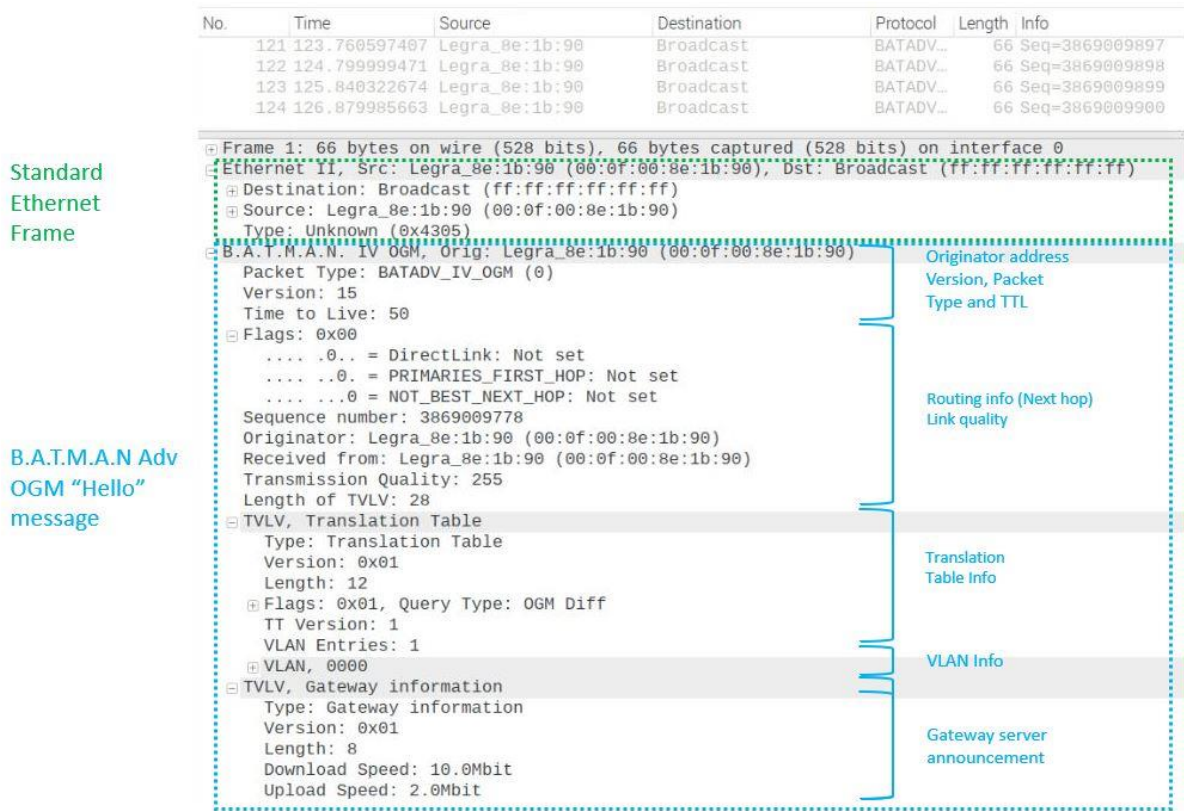 No. Time Source Destination Protocol Length Info
121 123.760597407 Legra_8e:1b:90 Broadcast BATADV… 66 Seq=3869009897
122 124.799999471 Legra_8e:1b:90 Broadcast BATADV… 66 Seq=3869009898
123 125.840322674 Legra_8e:1b:90 Broadcast BATADV… 66 Seq=3869009899
124 126.879985663 Legra_8e:1b:90 Broadcast BATADV… 66 Seq=3869009900
Frame 1: 66 bytes on wire (528 bits), 66 bytes captured (528 bits) on interface 0
Standard
Ethernet
Frame
Ethernet II, Src: Legra_8e:1b:90 (00:0f:00:8e:1b:90), Dst: Broadcast (ff:ff:ff:ff:ff:ff)
Destination: Broadcast (ff:ff:ff:ff:ff:ff)
Source: Legra_8e:1b:90 (00:0f:00:8e:1b:90)
Type: Unknown (0x4305)
B.A.T.M.A.N Adv
OGM “Hello”
message
B.A.T.M.A.N. IV OGM, Orig: Legra_8e:1b:90 (00:0f:00:8e:1b:90)
Packet Type: BATADV_IV_OGM (0)
Version: 15
Time to Live: 50
Originator address
Version, Packet
Type and TTL
Flags: 0x00
.... .0.. = DirectLink: Not set
.... ..0. = PRIMARIES_FIRST_HOP: Not set
.... ...0 = NOT_BEST_NEXT_HOP: Not set
Sequence number: 3869009778
Originator: Legra_8e:1b:90 (00:0f:00:8e:1b:90)
Received from: Legra_8e:1b:90 (00:0f:00:8e:1b:90)
Transmission Quality: 255
Length of TVLV: 28
Routing info (Next hop)
Link quality
TVLV, Translation Table
Type: Translation Table
Version: 0x01
Length: 12
Flags: 0x01, Query Type: OGM Diff
TT Version: 1
VLAN Entries: 1
Translation
Table Info
VLAN, 0000
VLAN Info
TVLV, Gateway information
Type: Gateway information
Version: 0x01
Length: 8
Download Speed: 10.0Mbit
Upload Speed: 2.0Mbit
Gateway server
announcement